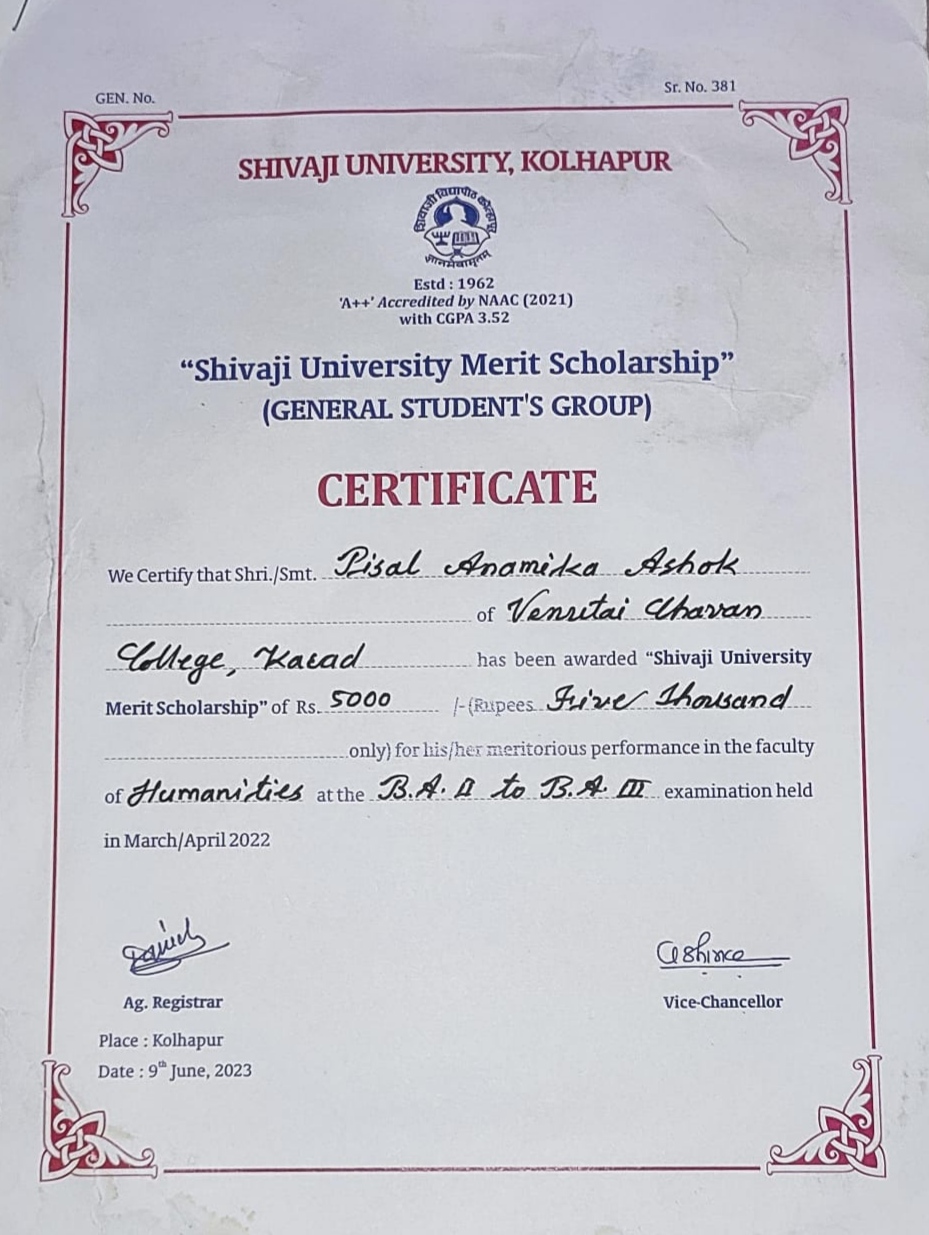 GEN. No.
Sr. No. 381
SHIVAJI UNIVERSITY, KOLHAPUR
शिवाजी विद्यापीठ कोल्हापूर
ज्ञानमेवामृतम्
Estd : 1962
'A++' Accredited by NAAC (2021)
with CGPA 3.52
“Shivaji University Merit Scholarship”
(GENERAL STUDENT'S GROUP)
CERTIFICATE
We Certify that Shri./Smt. Pisal Anamika Ashok
of Venutai Chavan
College, Karad has been awarded “Shivaji University
Merit Scholarship” of Rs. 5000 /-(Rupees Five Thousand
only) for his/her meritorious performance in the faculty
of Humanities at the B.A. II to B.A. III examination held
in March/April 2022
Ag. Registrar
Vice-Chancellor
Place : Kolhapur
Date : 9th June, 2023